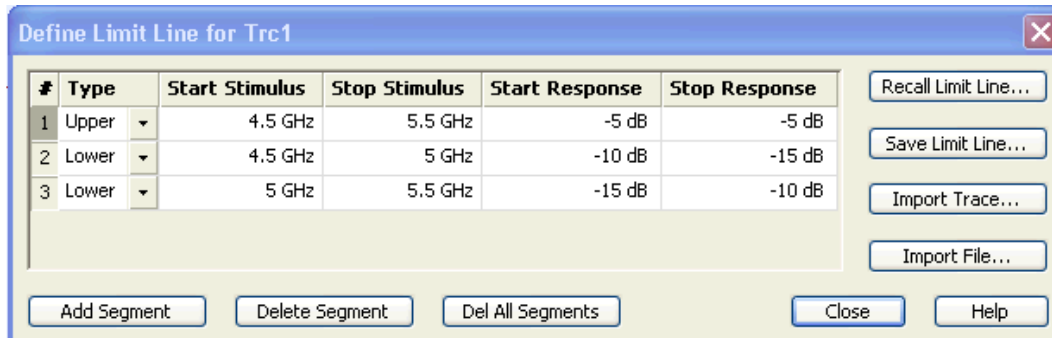 Define Limit Line for Trc1
# Type Start Stimulus Stop Stimulus Start Response Stop Response
1 Upper 4.5 GHz 5.5 GHz -5 dB -5 dB
2 Lower 4.5 GHz 5 GHz -10 dB -15 dB
3 Lower 5 GHz 5.5 GHz -15 dB -10 dB
Recall Limit Line...
Save Limit Line...
Import Trace...
Import File...
Add Segment Delete Segment Del All Segments Close Help